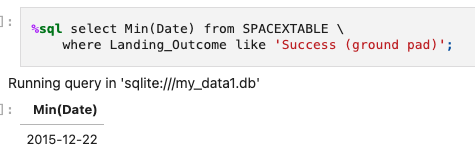 ]: %sql select Min(Date) from SPACEXTABLE \
where Landing_Outcome like 'Success (ground pad)';
Running query in 'sqlite:///my_data1.db'
]: Min(Date)
2015-12-22